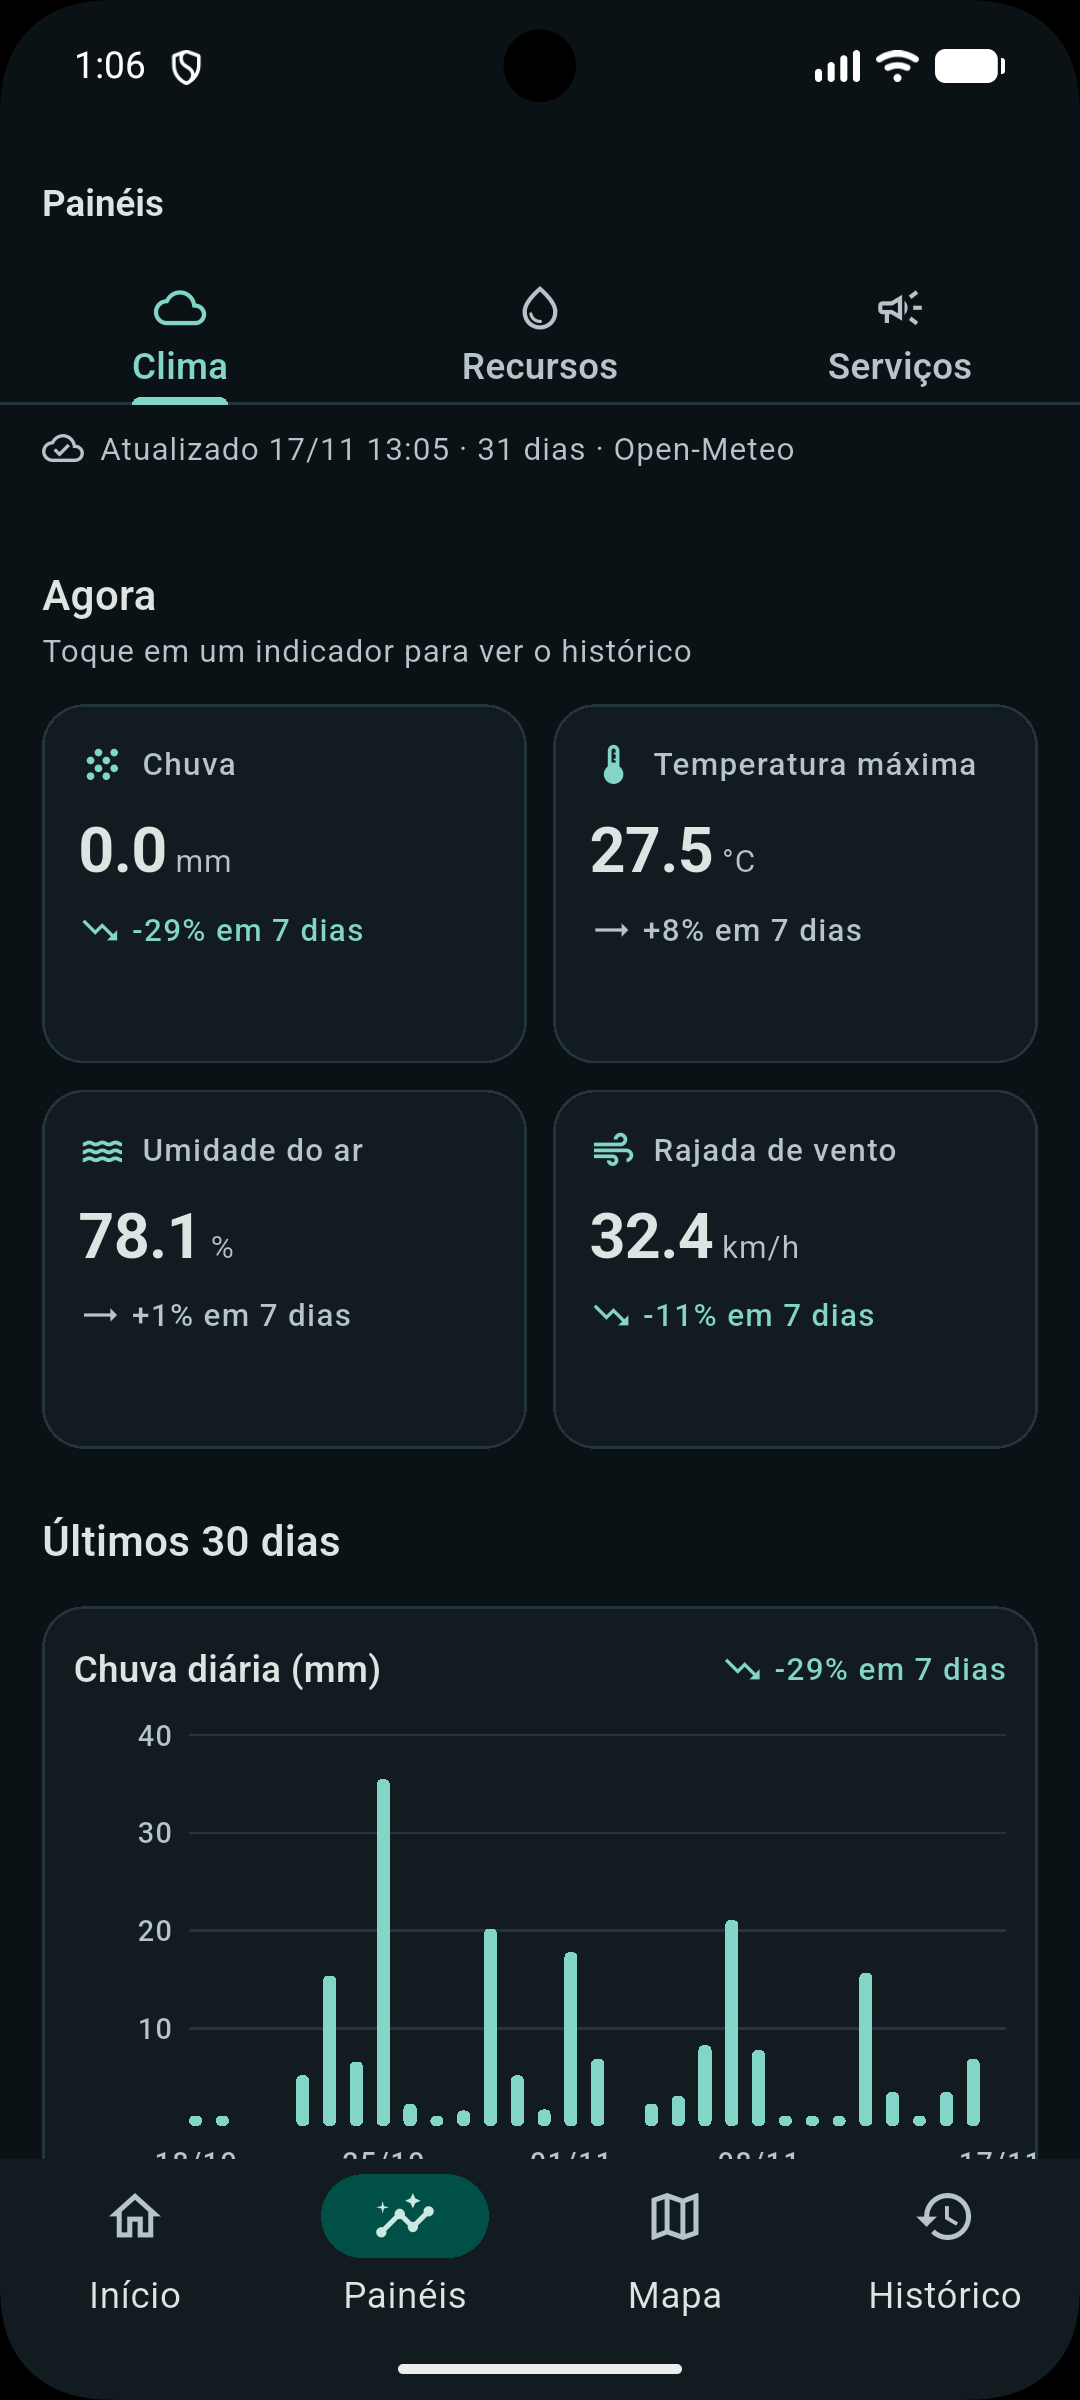 1:06
Painéis
Clima Recursos Serviços
Atualizado 17/11 13:05 · 31 dias · Open-Meteo
Agora
Toque em um indicador para ver o histórico
Chuva
0.0 mm
-29% em 7 dias
Temperatura máxima
27.5 °C
+8% em 7 dias
Umidade do ar
78.1 %
+1% em 7 dias
Rajada de vento
32.4 km/h
-11% em 7 dias
Últimos 30 dias
Chuva diária (mm) -29% em 7 dias
40
30
20
10
17/11
Início Painéis Mapa Histórico